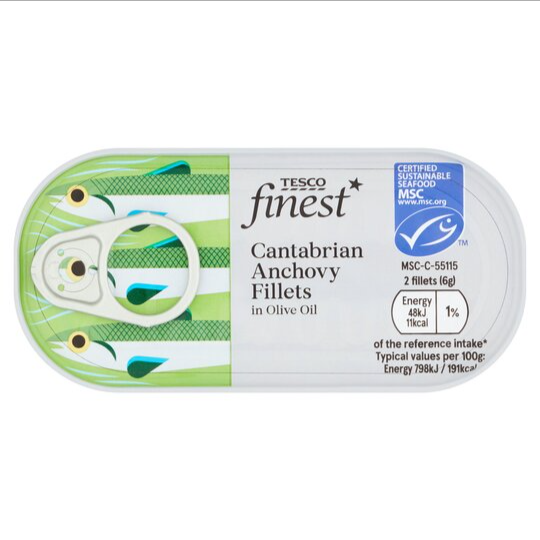 TESCO
finest*
Cantabrian
Anchovy
Fillets
in Olive Oil
CERTIFIED
SUSTAINABLE
SEAFOOD
MSC
www.msc.org
TM
MSC-C-55115
2 fillets (6g)
Energy
48kJ
11kcal
1%
of the reference intake*
Typical values per 100g:
Energy 798kJ / 191kcal